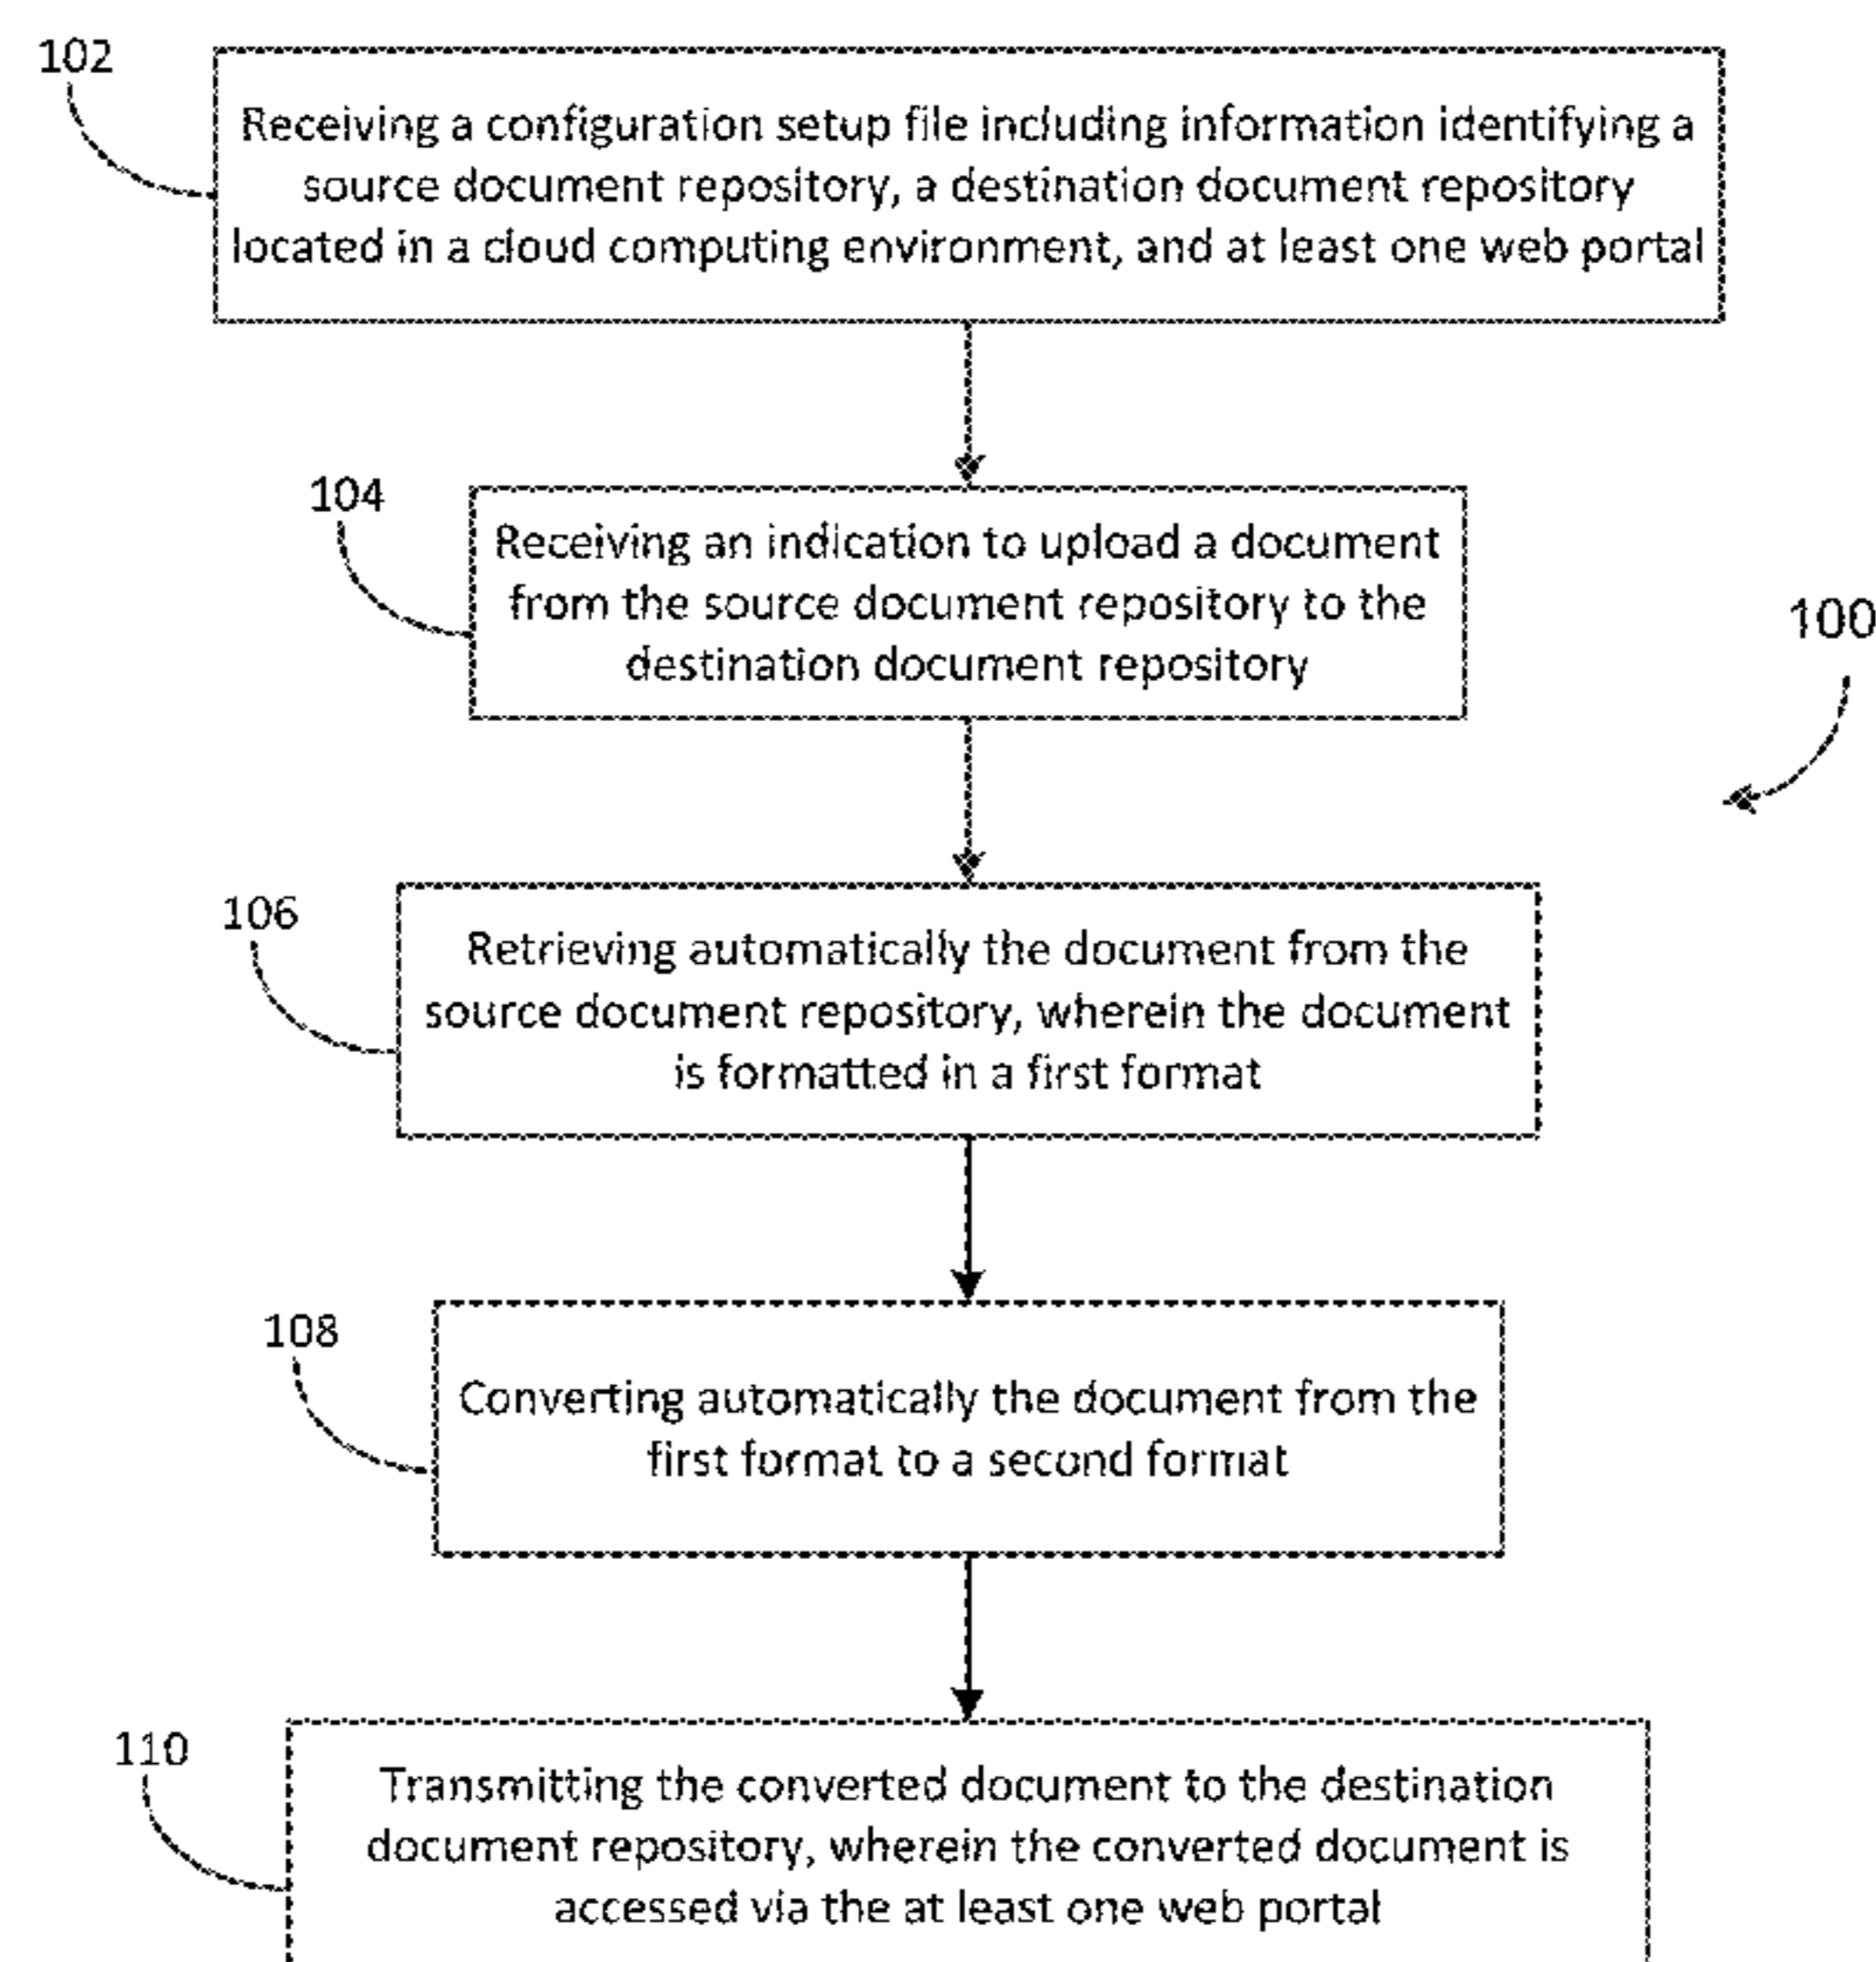 102
Receiving a configuration setup file including information identifying a
source document repository, a destination document repository
located in a cloud computing environment, and at least one web portal
104
Receiving an indication to upload a document
from the source document repository to the
destination document repository
100
106
Retrieving automatically the document from the
source document repository, wherein the document
is formatted in a first format
108
Converting automatically the document from the
first format to a second format
110
Transmitting the converted document to the destination
document repository, wherein the converted document is
accessed via the at least one web portal